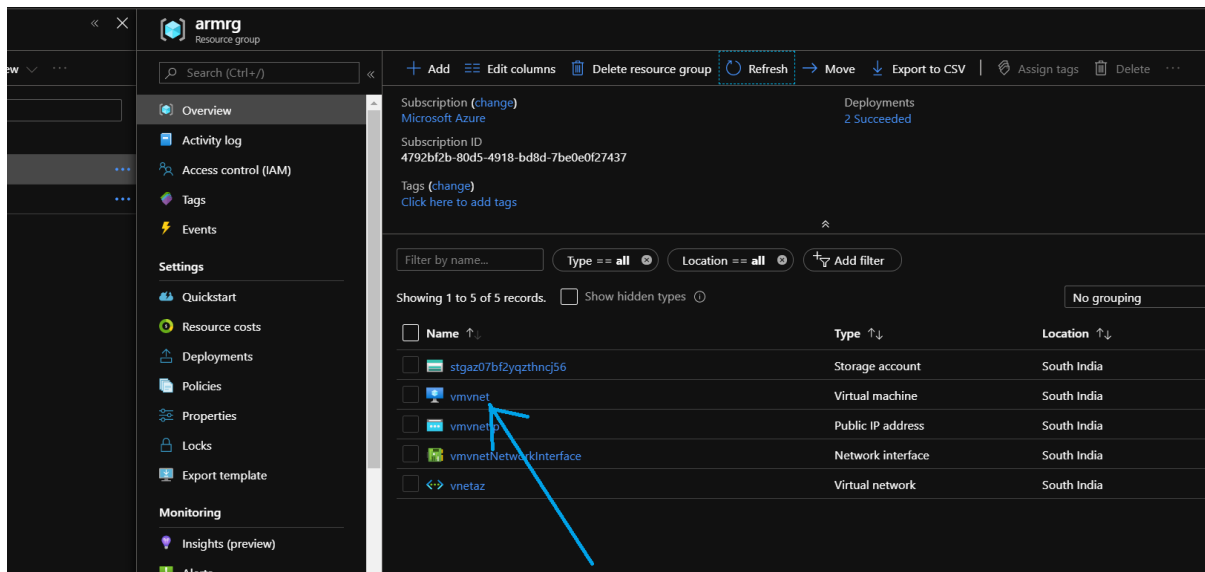 armrg
Resource group
ew
Search (Ctrl+/)
Overview
Activity log
Access control (IAM)
Tags
Events
Settings
Quickstart
Resource costs
Deployments
Policies
Properties
Locks
Export template
Monitoring
Insights (preview)
Alerts
Add Edit columns Delete resource group Refresh Move Export to CSV Assign tags Delete
Subscription (change)
Microsoft Azure
Deployments
2 Succeeded
Subscription ID
4792bf2b-80d5-4918-bd8d-7be0e0f27437
Tags (change)
Click here to add tags
Filter by name... Type == all Location == all Add filter
Showing 1 to 5 of 5 records. Show hidden types No grouping
Name Type Location
stgaz07bf2yqzthncj56 Storage account South India
vmvnet Virtual machine South India
Public IP address South India
vmvnetNetworkInterface Network interface South India
vnetaz Virtual network South India